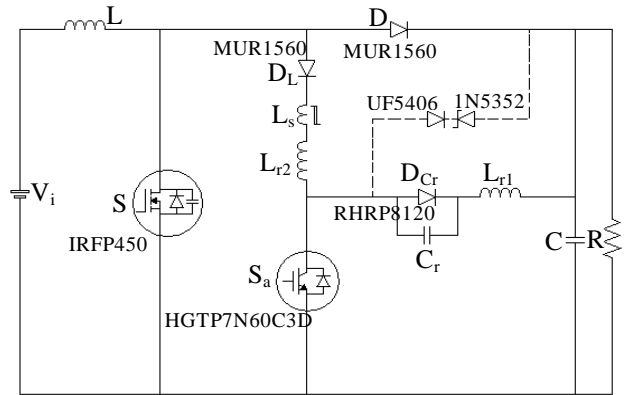 L
D
MUR1560
MUR1560
D_L
UF5406 1N5352
L_s
L_r2
D_Cr
L_r1
V_i
S
RHRP8120
IRFP450
C_r
C R
S_a
HGTP7N60C3D